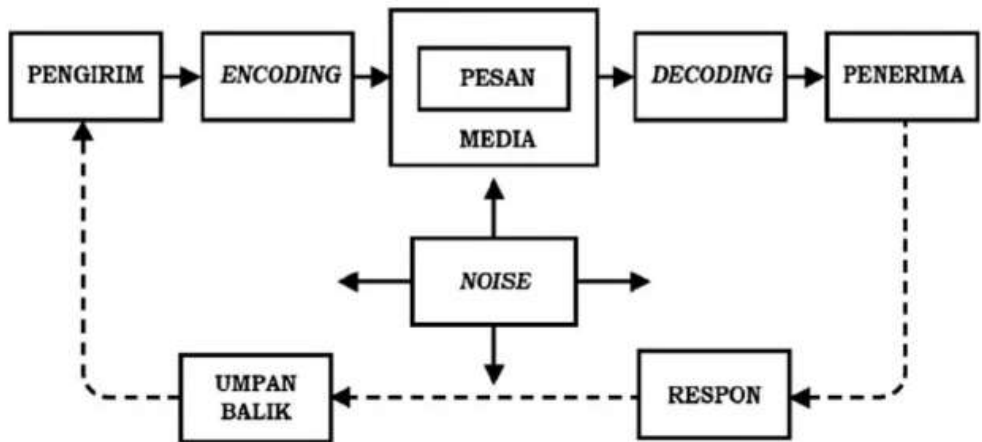 PENGIRIM
ENCODING
PESAN
MEDIA
DECODING
PENERIMA
NOISE
UMPAN
BALIK
RESPON